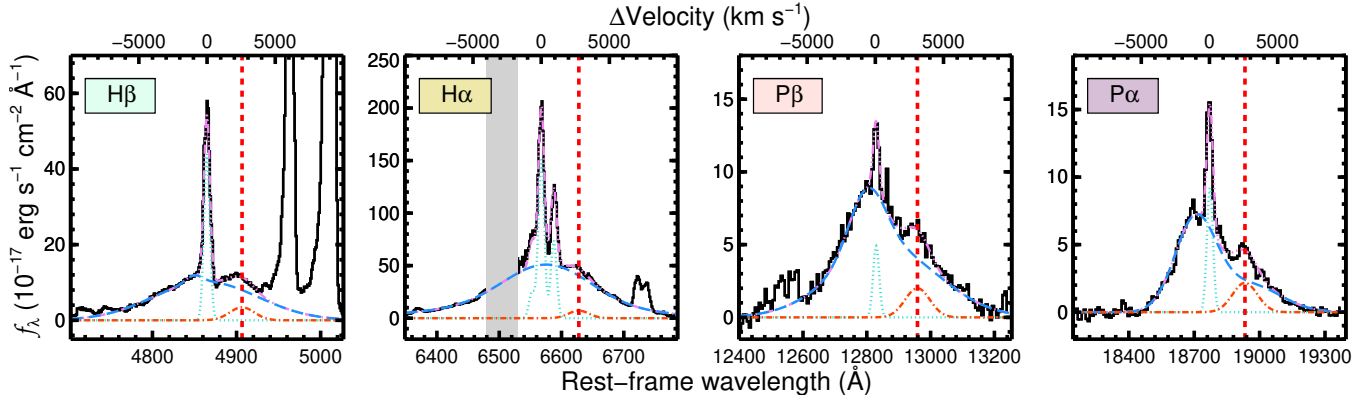 ΔVelocity (km s⁻¹)
−5000 0 5000
−5000 0 5000
−5000 0 5000
−5000 0 5000
Hβ
Hα
Pβ
Pα
f_λ (10⁻¹⁷ erg s⁻¹ cm⁻² Å⁻¹)
60
40
20
0
250
200
150
100
50
0
15
10
5
0
15
10
5
0
4800 4900 5000
6400 6500 6600 6700
12400 12600 12800 13000 13200
18400 18700 19000 19300
Rest−frame wavelength (Å)